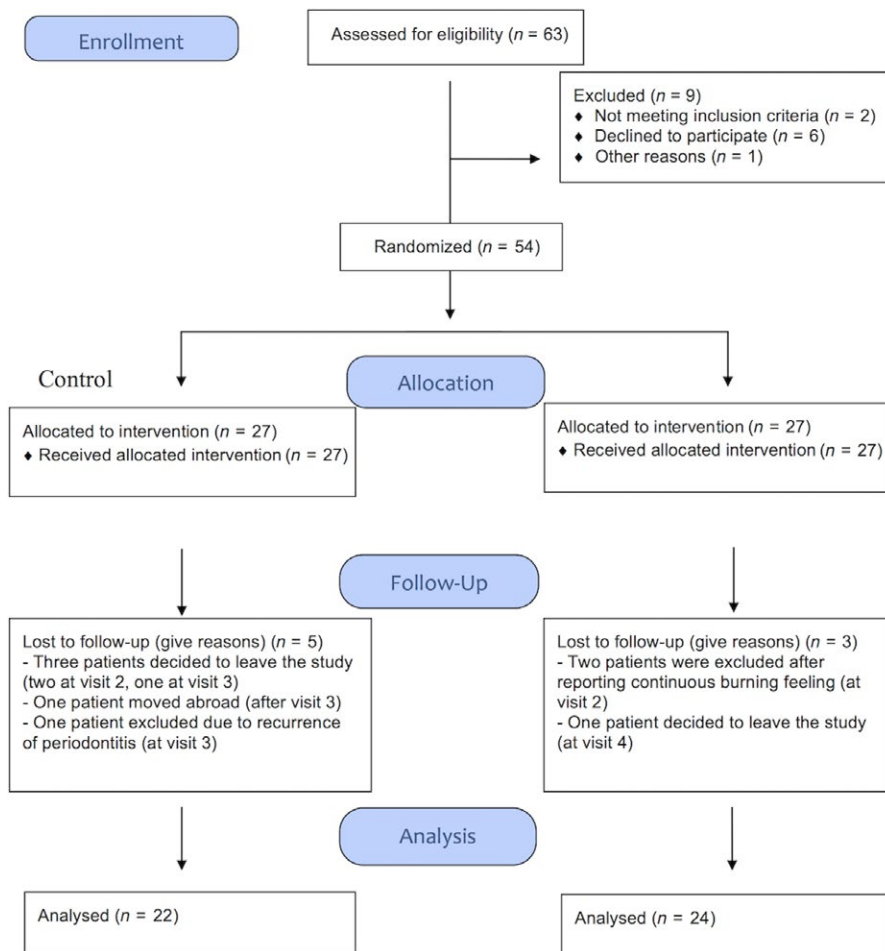 Enrollment
Assessed for eligibility (n = 63)
Excluded (n = 9)
♦ Not meeting inclusion criteria (n = 2)
♦ Declined to participate (n = 6)
♦ Other reasons (n = 1)
Randomized (n = 54)
Control
Allocation
Allocated to intervention (n = 27)
♦ Received allocated intervention (n = 27)
Allocated to intervention (n = 27)
♦ Received allocated intervention (n = 27)
Follow-Up
Lost to follow-up (give reasons) (n = 5)
- Three patients decided to leave the study
(two at visit 2, one at visit 3)
- One patient moved abroad (after visit 3)
- One patient excluded due to recurrence
of periodontitis (at visit 3)
Lost to follow-up (give reasons) (n = 3)
- Two patients were excluded after
reporting continuous burning feeling (at
visit 2)
- One patient decided to leave the study
(at visit 4)
Analysis
Analysed (n = 22)
Analysed (n = 24)